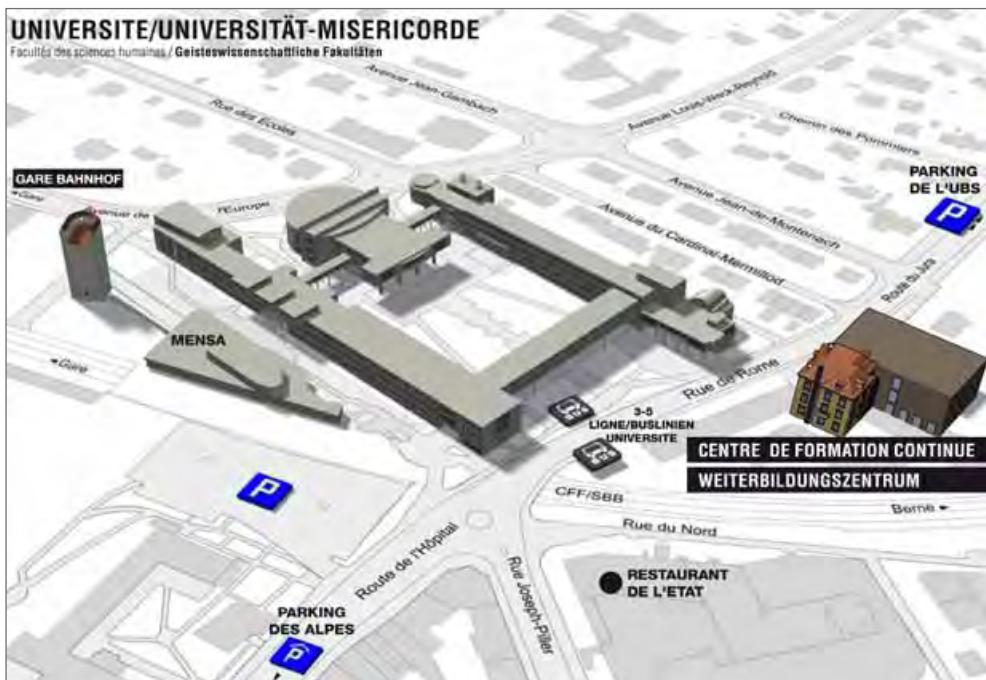 UNIVERSITE/UNIVERSITÄT-MISERICORDE
Facultés des sciences humaines / Geisteswissenschaftliche Fakultäten
Avenue Jean-Gambach
Avenue Louis-Weck-Reynold
Rue des Ecoles
Chemin des Pommiers
GARE BAHNHOF
Gare
Avenue de l'Europe
PARKING
DE L'UBS
P
Avenue Jean-de-Montenach
Avenue du Cardinal-Mermillod
Route du Jura
MENSA
Gare
Rue de Rome
3-5
LIGNE/BUSLINIEN
UNIVERSITE
CENTRE DE FORMATION CONTINUE
WEITERBILDUNGSZENTRUM
P
CFF/SBB
Berne
Rue du Nord
Route de l'Hôpital
Rue Joseph-Piller
RESTAURANT
DE L'ETAT
PARKING
DES ALPES
P